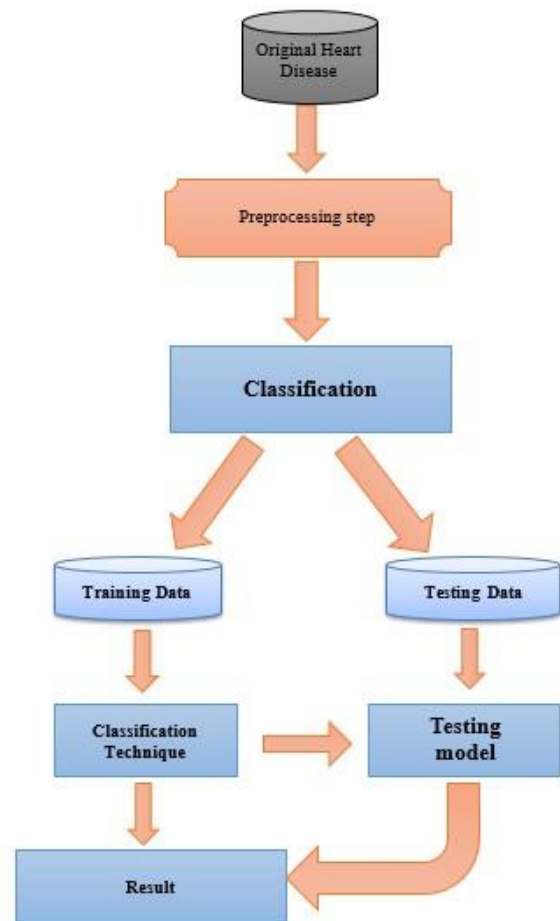 Original Heart
Disease
Preprocessing step
Classification
Training Data
Testing Data
Classification
Technique
Testing
model
Result